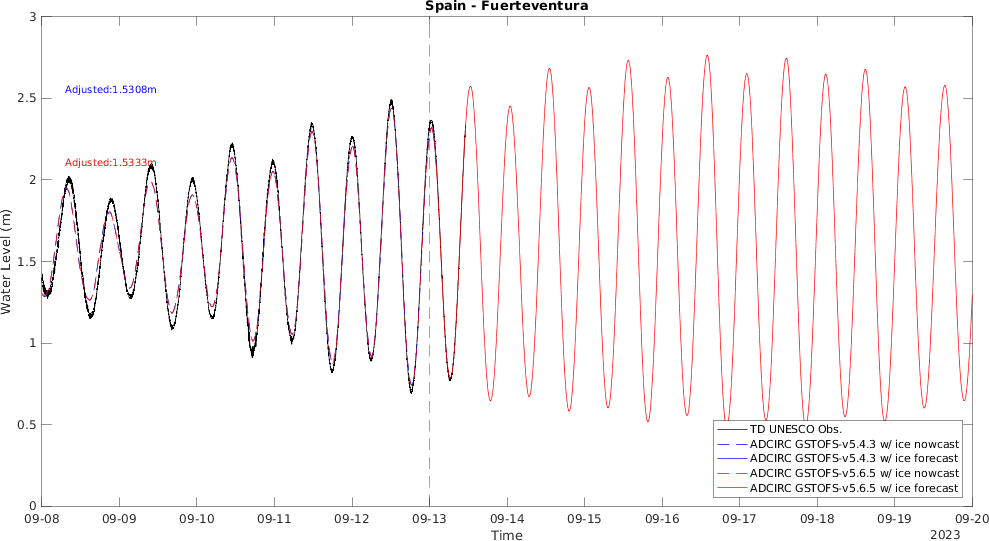 Spain - Fuerteventura
3
2.5
2
1.5
1
0.5
0
Water Level (m)
Adjusted:1.5308m
Adjusted:1.5333m
TD UNESCO Obs.
ADCIRC GSTOFS-v5.4.3 w/ ice nowcast
ADCIRC GSTOFS-v5.4.3 w/ ice forecast
ADCIRC GSTOFS-v5.6.5 w/ ice nowcast
ADCIRC GSTOFS-v5.6.5 w/ ice forecast
09-08 09-09 09-10 09-11 09-12 09-13 09-14 09-15 09-16 09-17 09-18 09-19 09-20
Time
2023